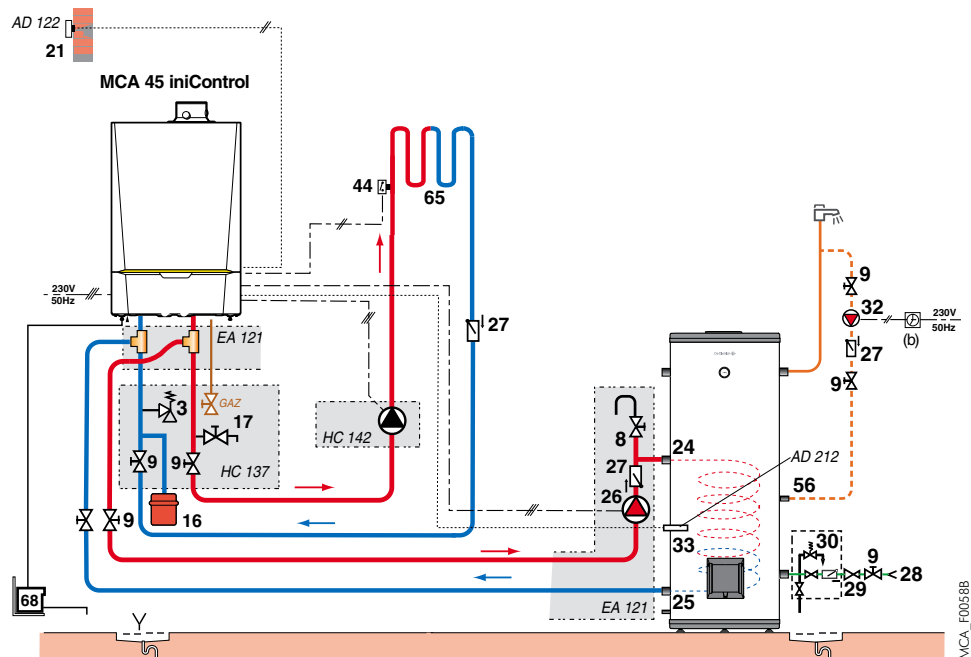 AD 122
21
MCA 45 iniControl
44
65
230V
50Hz
EA 121
27
9
32
230V
50Hz
(b)
27
9
3
GAZ
17
HC 142
8
24
AD 212
9
9
HC 137
27
26
56
16
9
33
30
9
28
29
68
25
EA 121
Y
MCA_F0058B